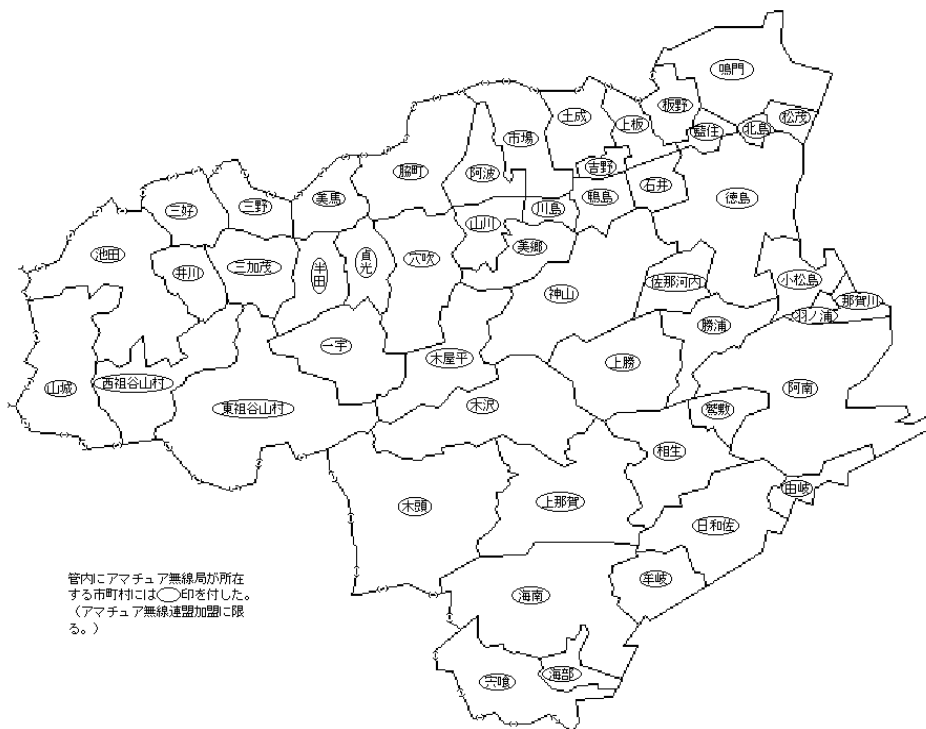 鳴門
板野
松茂
土成
上板
藍住
北島
市場
吉野
脇町
阿波
石井
鴨島
徳島
美馬
三野
三好
川島
山川
美郷
池田
井川
三加茂
半田
貞光
穴吹
佐那河内
小松島
那賀川
羽ノ浦
神山
勝浦
一宇
木屋平
上勝
山城
西祖谷山村
東祖谷山村
木沢
鷲敷
阿南
相生
由岐
木頭
上那賀
日和佐
牟岐
海南
海部
宍喰
管内にアマチュア無線局が所在
する市町村には◯印を付した。
（アマチュア無線連盟加盟に限
る。）